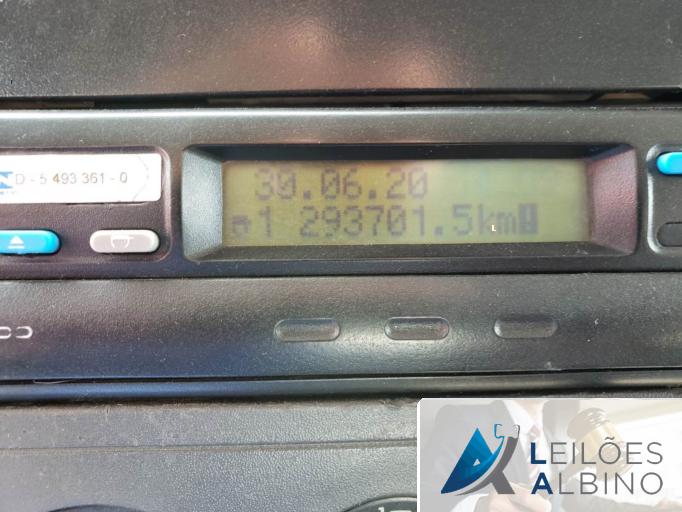 30.06.20
1 293701.5km!
D - 5 493 361 - 0
LEILÕES
ALBINO